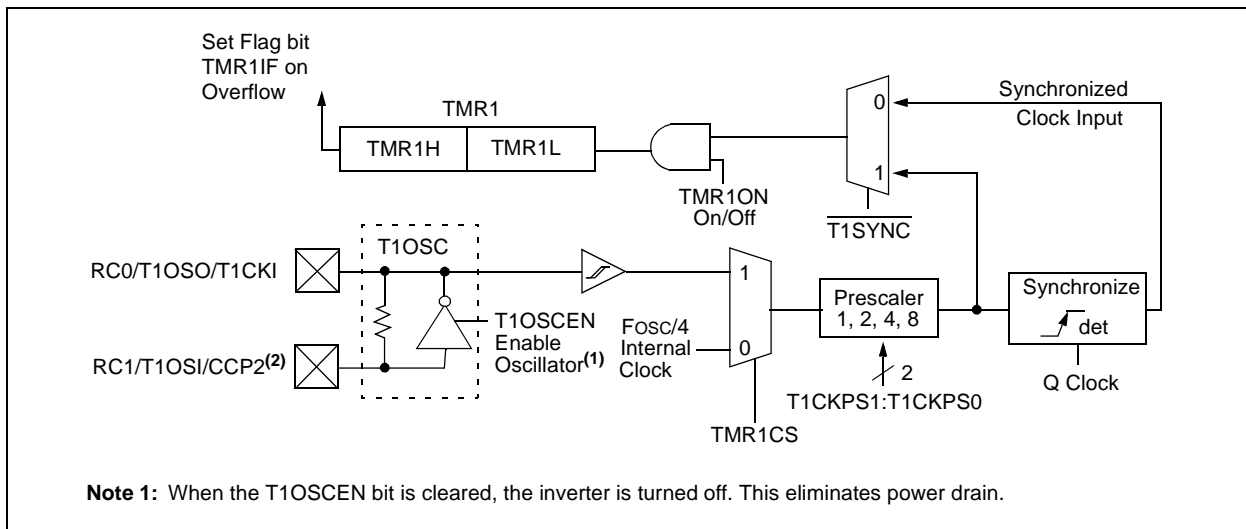 Set Flag bit
TMR1IF on
Overflow
TMR1
TMR1H
TMR1L
TMR1ON
On/Off
0
1
T1SYNC
Synchronized
Clock Input
RC0/T1OSO/T1CKI
T1OSC
RC1/T1OSI/CCP2(2)
T1OSCEN
Enable
Oscillator(1)
FOSC/4
Internal
Clock
1
0
TMR1CS
Prescaler
1, 2, 4, 8
2
T1CKPS1:T1CKPS0
Synchronize
det
Q Clock
Note 1: When the T1OSCEN bit is cleared, the inverter is turned off. This eliminates power drain.